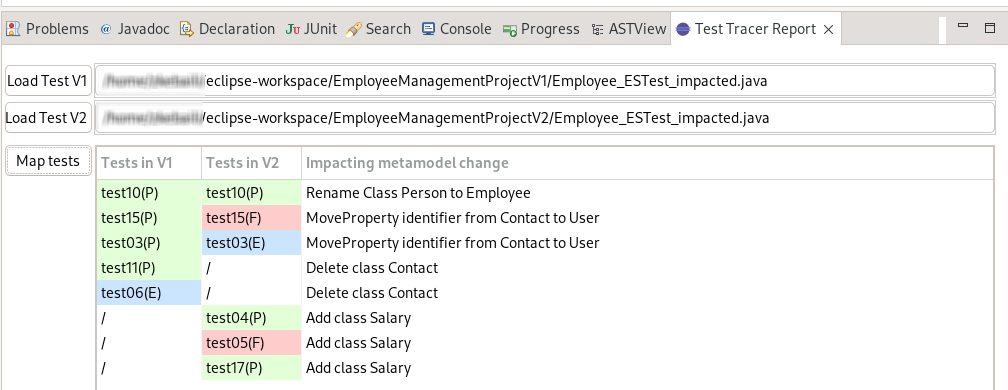 Problems @ Javadoc Declaration Ju JUnit Search Console Progress ASTView Test Tracer Report
Load Test V1 eclipse-workspace/EmployeeManagementProjectV1/Employee_ESTest_impacted.java
Load Test V2 /eclipse-workspace/EmployeeManagementProjectV2/Employee_ESTest_impacted.java
Map tests Tests in V1 Tests in V2 Impacting metamodel change
test10(P) test10(P) Rename Class Person to Employee
test15(P) test15(F) MoveProperty identifier from Contact to User
test03(P) test03(E) MoveProperty identifier from Contact to User
test11(P) / Delete class Contact
test06(E) / Delete class Contact
/ test04(P) Add class Salary
/ test05(F) Add class Salary
/ test17(P) Add class Salary